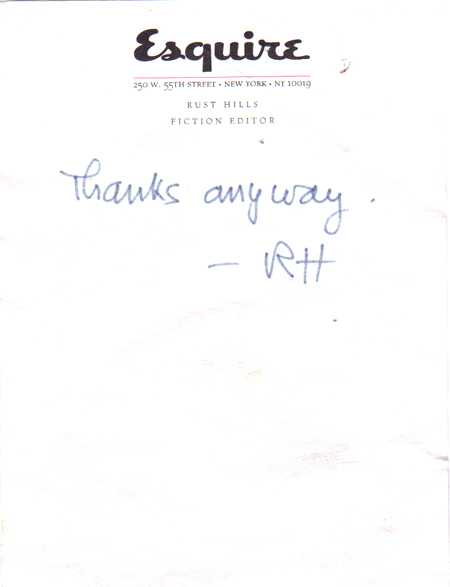 Esquire
250 W. 55TH STREET • NEW YORK • NY 10019
RUST HILLS
FICTION EDITOR
Thanks anyway.
– RH